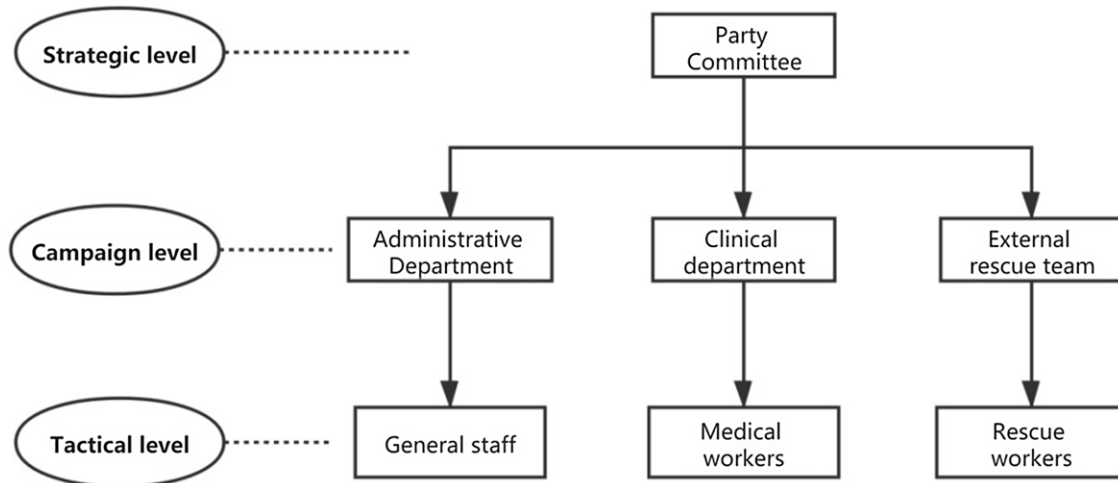 Strategic level
Party
Committee
Campaign level
Administrative
Department
Clinical
department
External
rescue team
Tactical level
General staff
Medical
workers
Rescue
workers